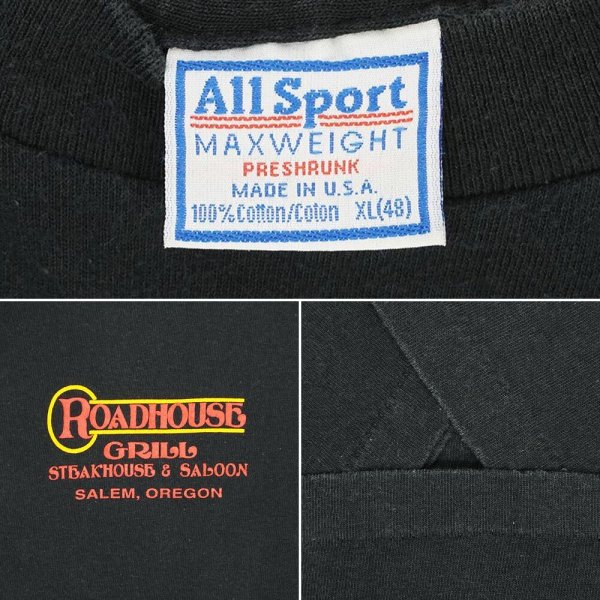 All Sport
MAXWEIGHT
PRESHRUNK
MADE IN U.S.A.
100% Cotton/Coton XL(48)
ROADHOUSE
GRILL
STEAKHOUSE & SALOON
SALEM, OREGON